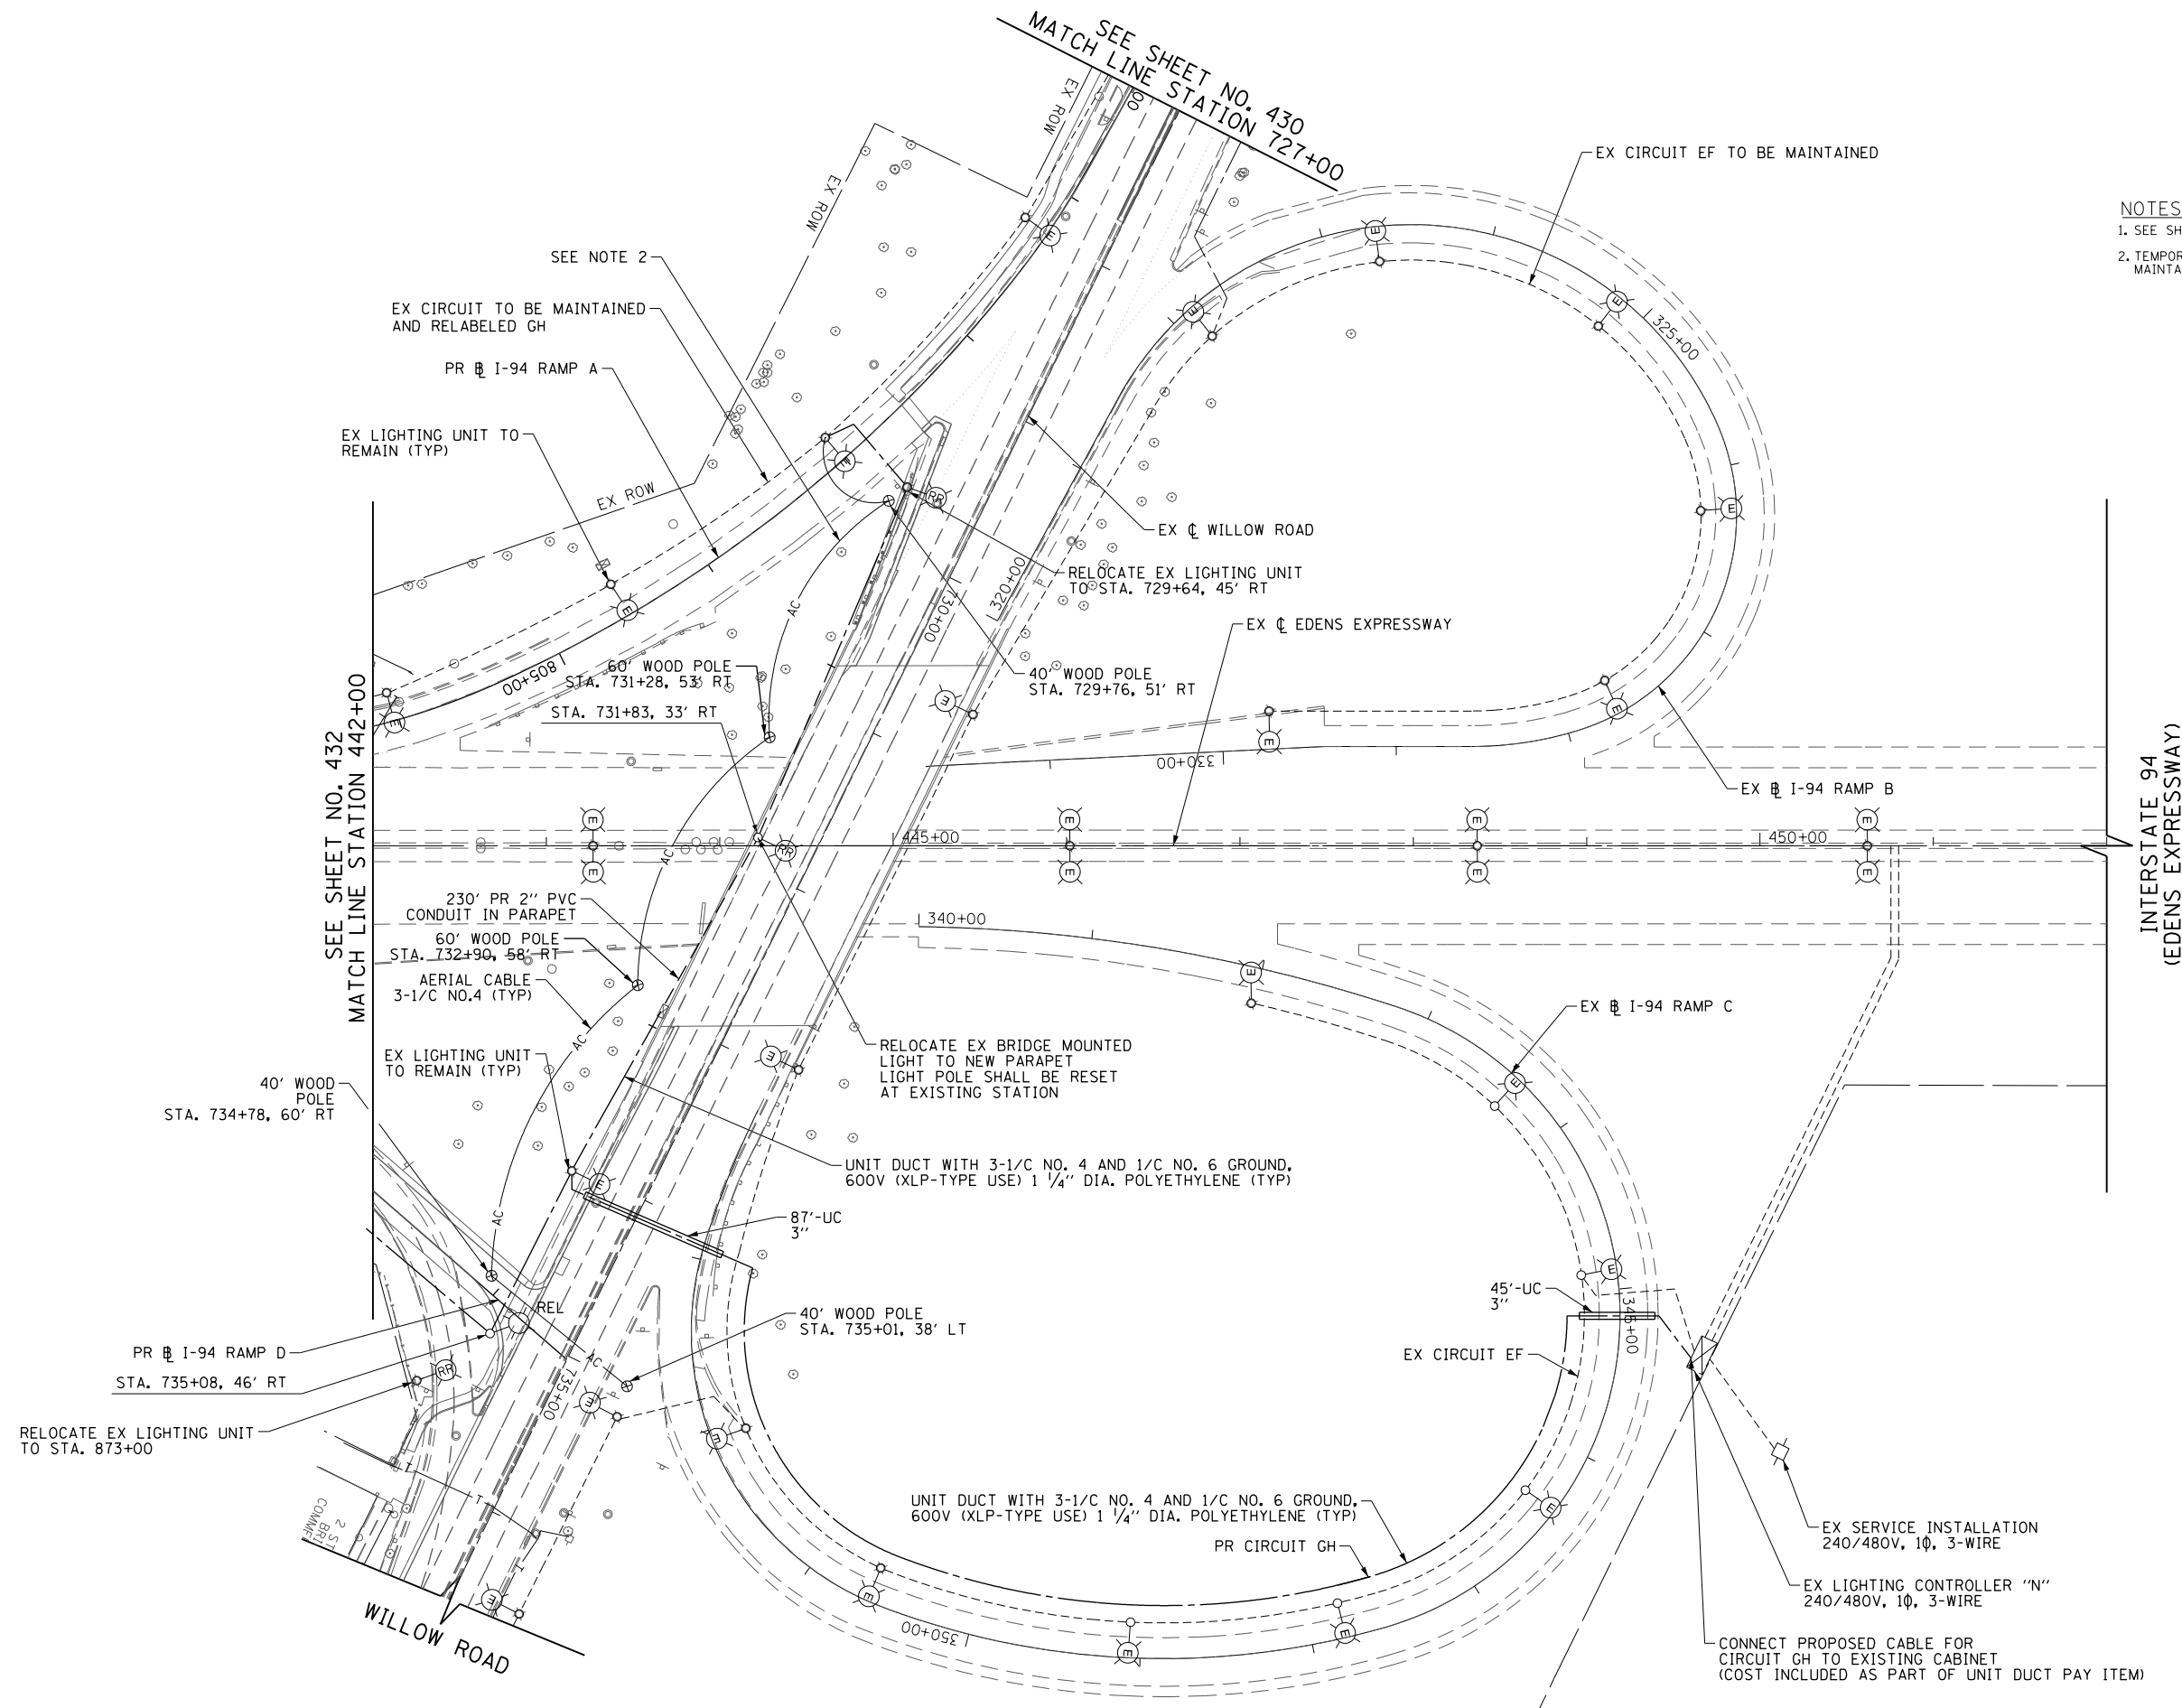 SEE SHEET NO. 430
MATCH LINE STATION 727+00
EX ROW
EX ROW
EX CIRCUIT EF TO BE MAINTAINED
NOTES
1. SEE SH
2. TEMPOR
MAINTA
SEE NOTE 2
EX CIRCUIT TO BE MAINTAINED
AND RELABELED GH
PR ℄ I-94 RAMP A
325+00
EX LIGHTING UNIT TO
REMAIN (TYP)
EX ROW
RR
EX ℄ WILLOW ROAD
RELOCATE EX LIGHTING UNIT
TO STA. 729+64, 45' RT
320+00
730+00
AC
EX ℄ EDENS EXPRESSWAY
805+00
60' WOOD POLE
STA. 731+28, 53' RT
40' WOOD POLE
STA. 729+76, 51' RT
STA. 731+83, 33' RT
SEE SHEET NO. 432
MATCH LINE STATION 442+00
330+00
EX ℄ I-94 RAMP B
INTERSTATE 94
(EDENS EXPRESSWAY)
445+00
450+00
RR
AC
230' PR 2" PVC
CONDUIT IN PARAPET
340+00
60' WOOD POLE
STA. 732+90, 58' RT
AERIAL CABLE
3-1/C NO.4 (TYP)
EX ℄ I-94 RAMP C
AC
RELOCATE EX BRIDGE MOUNTED
LIGHT TO NEW PARAPET
LIGHT POLE SHALL BE RESET
AT EXISTING STATION
EX LIGHTING UNIT
TO REMAIN (TYP)
40' WOOD
POLE
STA. 734+78, 60' RT
UNIT DUCT WITH 3-1/C NO. 4 AND 1/C NO. 6 GROUND,
600V (XLP-TYPE USE) 1 1/4" DIA. POLYETHYLENE (TYP)
AC
87'-UC
3"
45'-UC
3"
345+00
REL
40' WOOD POLE
STA. 735+01, 38' LT
PR ℄ I-94 RAMP D
AC
EX CIRCUIT EF
STA. 735+08, 46' RT
RR
735+00
RELOCATE EX LIGHTING UNIT
TO STA. 873+00
UNIT DUCT WITH 3-1/C NO. 4 AND 1/C NO. 6 GROUND,
600V (XLP-TYPE USE) 1 1/4" DIA. POLYETHYLENE (TYP)
PR CIRCUIT GH
2 ST
BRI
COMME
EX SERVICE INSTALLATION
240/480V, 1ϕ, 3-WIRE
EX LIGHTING CONTROLLER "N"
240/480V, 1ϕ, 3-WIRE
350+00
WILLOW ROAD
CONNECT PROPOSED CABLE FOR
CIRCUIT GH TO EXISTING CABINET
(COST INCLUDED AS PART OF UNIT DUCT PAY ITEM)